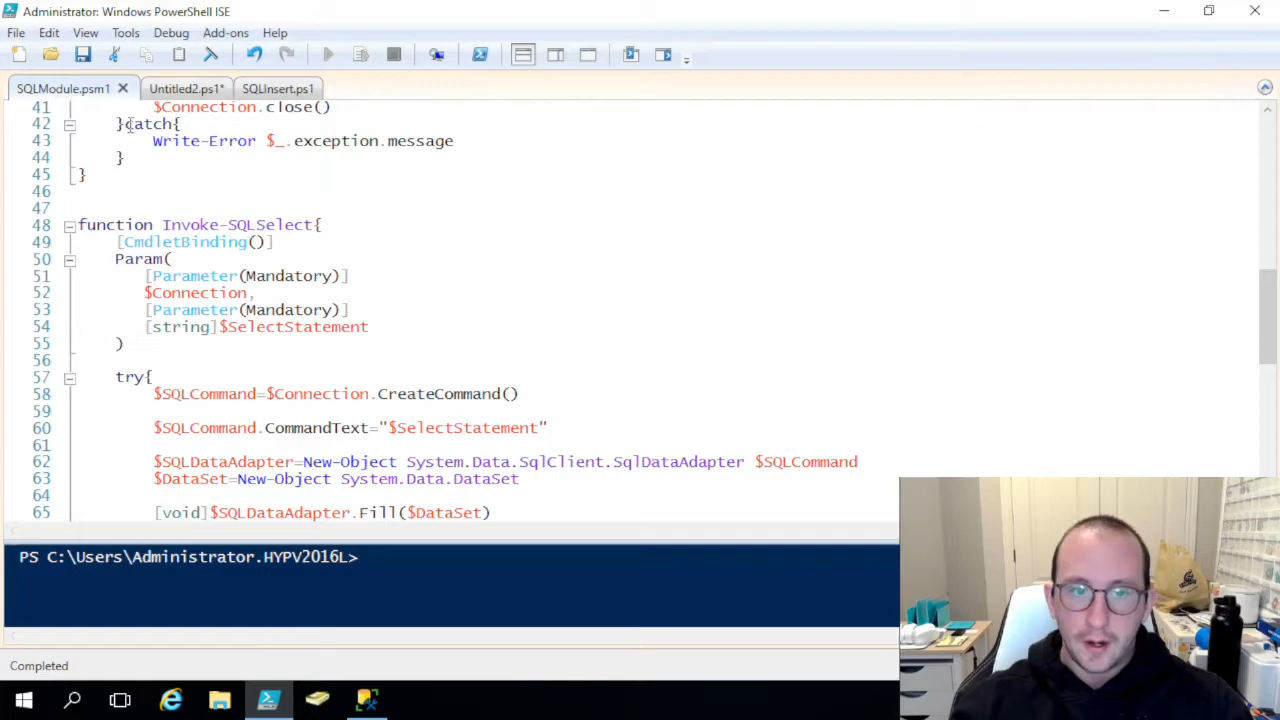 Administrator: Windows PowerShell ISE
File Edit View Tools Debug Add-ons Help
SQLModule.psm1 Untitled2.ps1* SQLInsert.ps1
41 $Connection.close()
42 }catch{
43 Write-Error $_.exception.message
44 }
45 }
46
47
48 function Invoke-SQLSelect{
49 [CmdletBinding()]
50 Param(
51 [Parameter(Mandatory)]
52 $Connection,
53 [Parameter(Mandatory)]
54 [string]$SelectStatement
55 )
56
57 try{
58 $SQLCommand=$Connection.CreateCommand()
59
60 $SQLCommand.CommandText="$SelectStatement"
61
62 $SQLDataAdapter=New-Object System.Data.SqlClient.SqlDataAdapter $SQLCommand
63 $DataSet=New-Object System.Data.DataSet
64
65 [void]$SQLDataAdapter.Fill($DataSet)
PS C:\Users\Administrator.HYPV2016L>
Completed